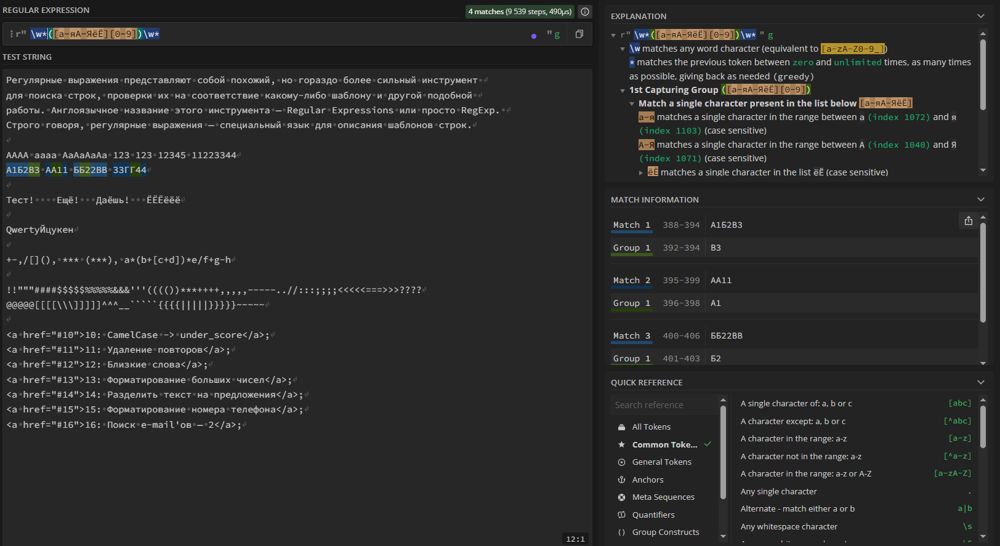 REGULAR EXPRESSION
4 matches (9 539 steps, 490μs)
r" \w*([а-яА-ЯёЁ][0-9])\w* " g
TEST STRING
Регулярные выражения представляют собой похожий, но гораздо более сильный инструмент
для поиска строк, проверки их на соответствие какому-либо шаблону и другой подобной
работы. Англоязычное название этого инструмента — Regular Expressions или просто RegExp.
Строго говоря, регулярные выражения — специальный язык для описания шаблонов строк.
AAAA aaaa AaAaAaAa 123 123 12345 11223344
А1Б2В3 АА11 ББ22ВВ 33ГГ44
Тест! Ещё! Даёшь! ЁЁЁёёё
QwertyЙцукен
+-,/[](), *** (***), a*(b+[c+d])*e/f+g-h
!!"""####$$$$$%%%%%&&&'''(((())***++++,,,,,-----..//:::;;;;<<<<<===>>>????
@@@@@[[[[\\\]]]]]^^^__`````{{{{|||||}}}}}~~~~~
<a href="#10">10: CamelCase -> under_score</a>;
<a href="#11">11: Удаление повторов</a>;
<a href="#12">12: Близкие слова</a>;
<a href="#13">13: Форматирование больших чисел</a>;
<a href="#14">14: Разделить текст на предложения</a>;
<a href="#15">15: Форматирование номера телефона</a>;
<a href="#16">16: Поиск e-mail'ов — 2</a>;
12:1
EXPLANATION
r" \w*([а-яА-ЯёЁ][0-9])\w* " g
\w matches any word character (equivalent to [a-zA-Z0-9_])
* matches the previous token between zero and unlimited times, as many times
as possible, giving back as needed (greedy)
1st Capturing Group ([а-яА-ЯёЁ][0-9])
Match a single character present in the list below [а-яА-ЯёЁ]
а-я matches a single character in the range between а (index 1072) and я
(index 1103) (case sensitive)
А-Я matches a single character in the range between А (index 1040) and Я
(index 1071) (case sensitive)
ёЁ matches a single character in the list ёЁ (case sensitive)
MATCH INFORMATION
Match 1 388-394 А1Б2В3
Group 1 392-394 В3
Match 2 395-399 АА11
Group 1 396-398 А1
Match 3 400-406 ББ22ВВ
Group 1 401-403 Б2
QUICK REFERENCE
Search reference
All Tokens
Common Toke...
General Tokens
Anchors
Meta Sequences
Quantifiers
Group Constructs
A single character of: a, b or c [abc]
A character except: a, b or c [^abc]
A character in the range: a-z [a-z]
A character not in the range: a-z [^a-z]
A character in the range: a-z or A-Z [a-zA-Z]
Any single character .
Alternate - match either a or b a|b
Any whitespace character \s